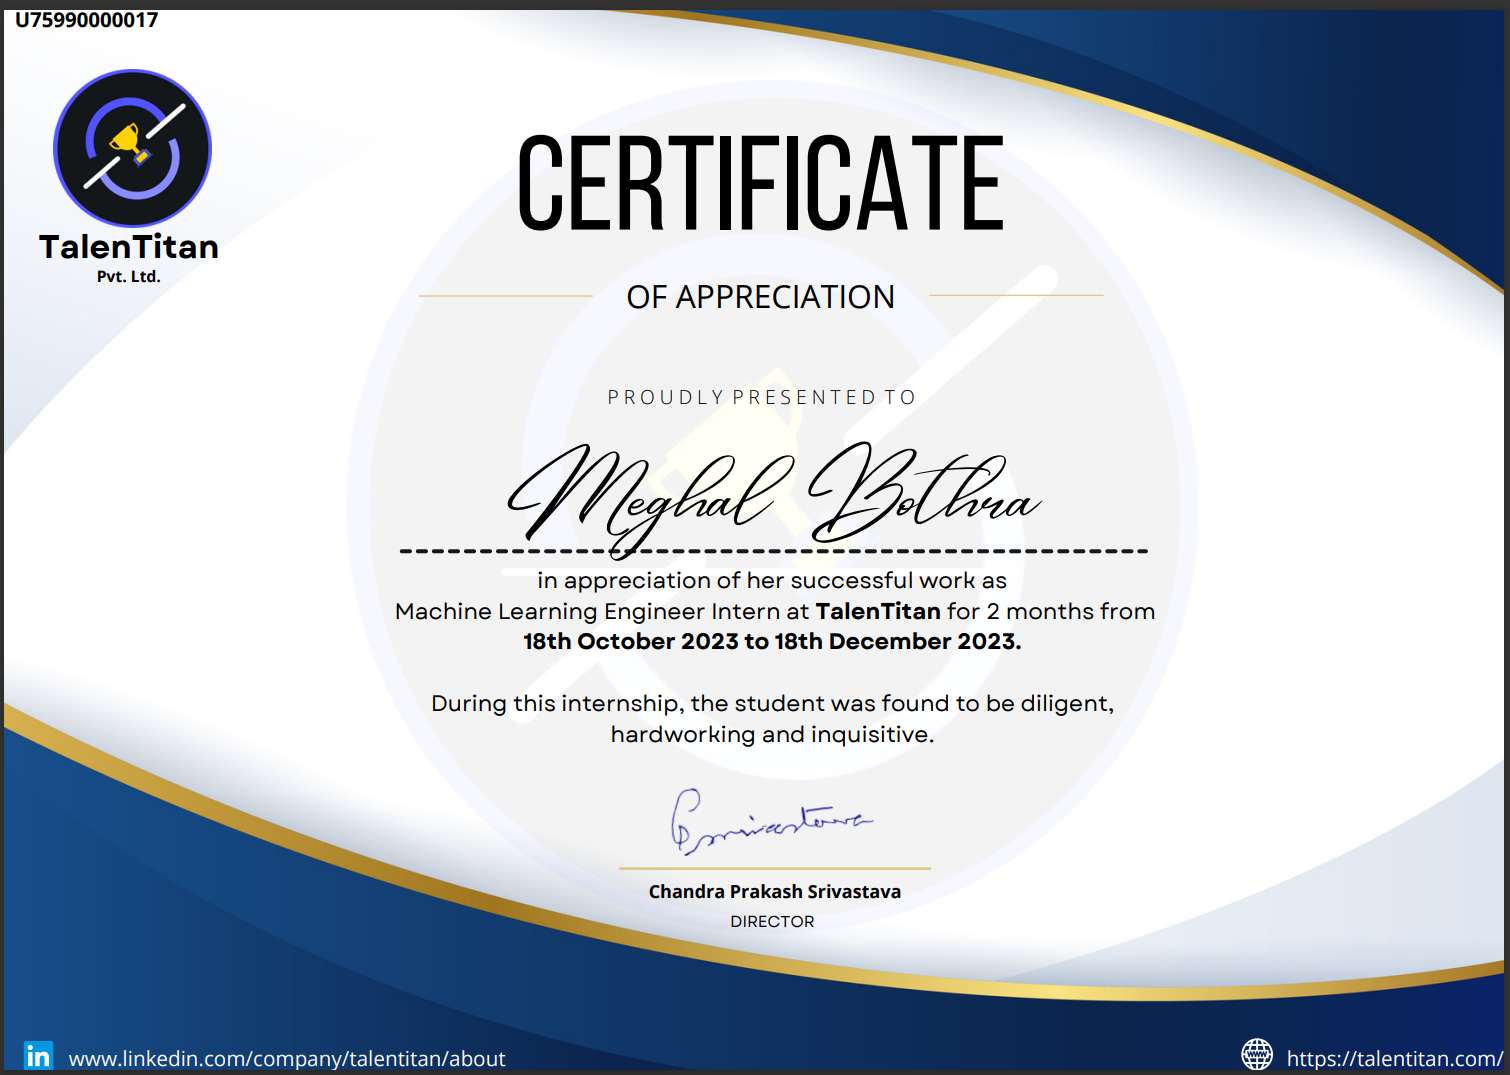 U75990000017
TalenTitan
Pvt. Ltd.
CERTIFICATE
OF APPRECIATION
PROUDLY PRESENTED TO
Meghal Bothra
in appreciation of her successful work as
Machine Learning Engineer Intern at TalenTitan for 2 months from
18th October 2023 to 18th December 2023.
During this internship, the student was found to be diligent,
hardworking and inquisitive.
Chandra Prakash Srivastava
DIRECTOR
in www.linkedin.com/company/talentitan/about
https://talentitan.com/